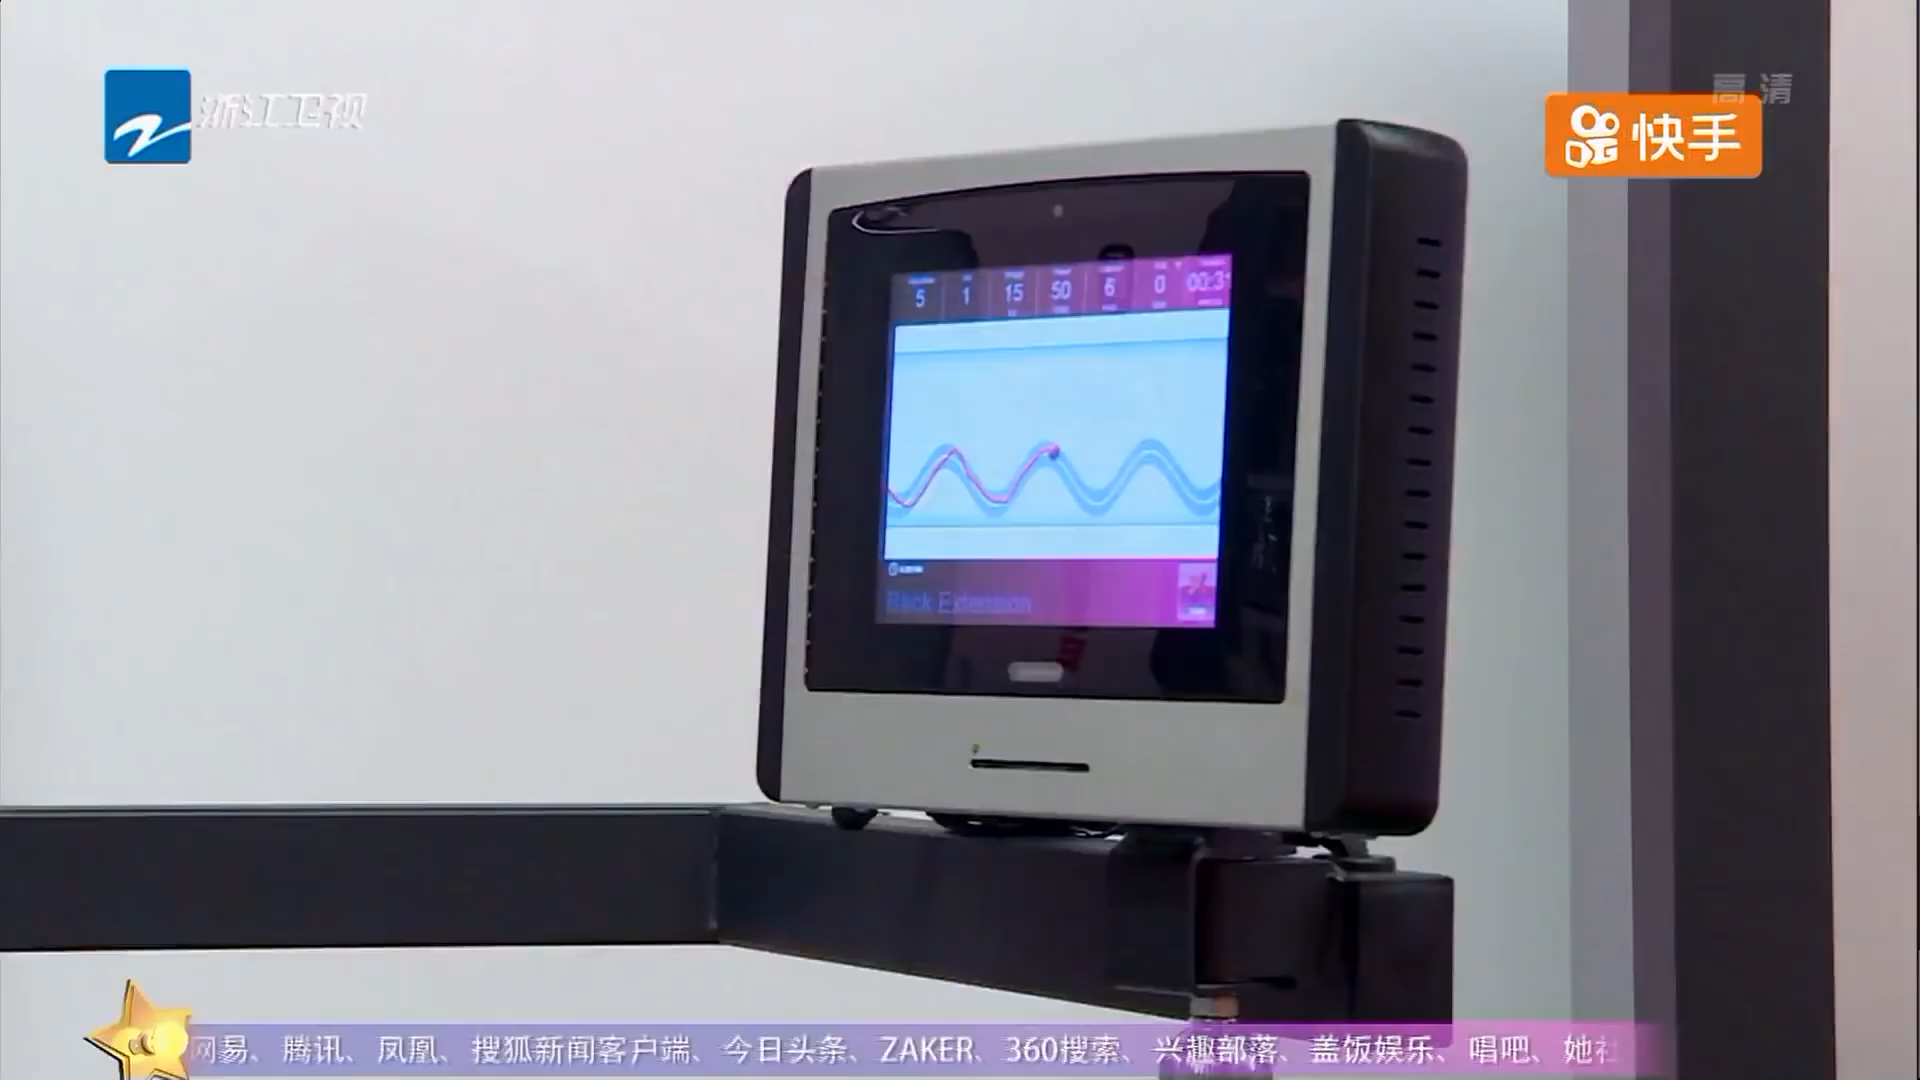 浙江卫视
高清
快手
5 1 15 50 6 0 00:31
Back Extension
网易、腾讯、凤凰、搜狐新闻客户端、今日头条、ZAKER、360搜索、兴趣部落、盖饭娱乐、唱吧、她社